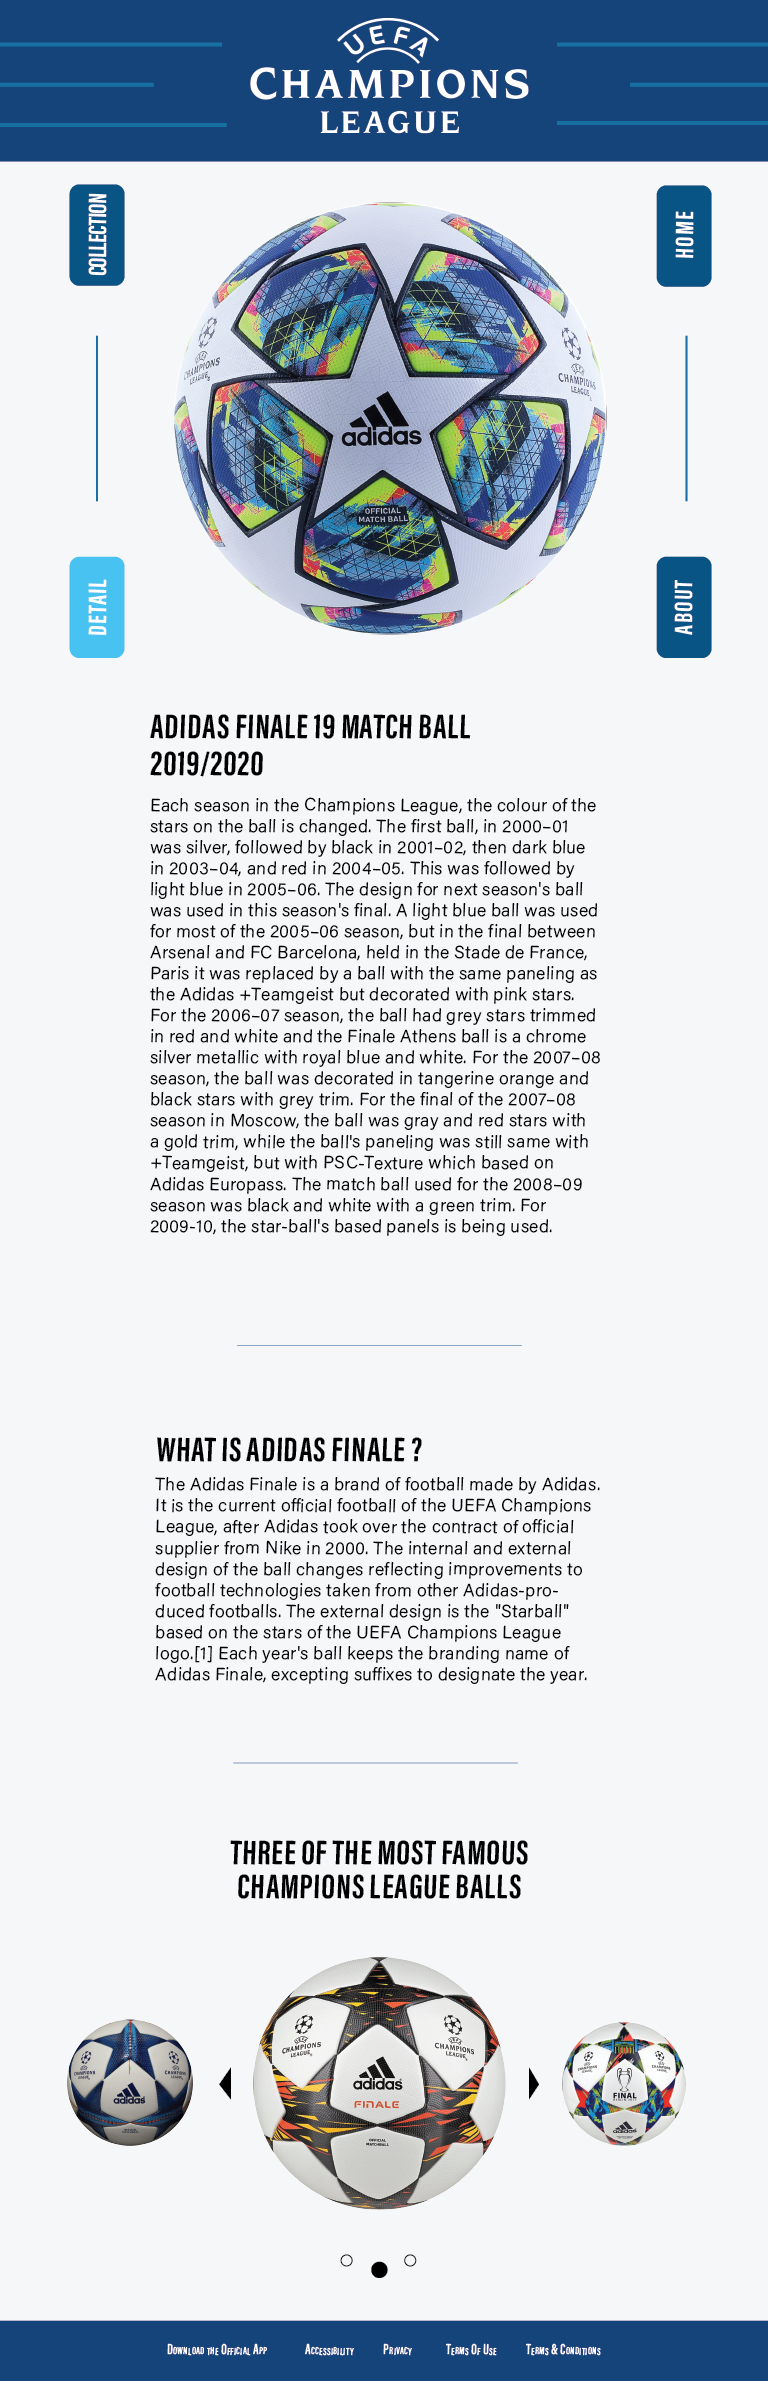 UEFA
CHAMPIONS
LEAGUE
COLLECTION
HOME
UEFA
CHAMPIONS
LEAGUE
UEFA
CHAMPIONS
LEAGUE
adidas
OFFICIAL
MATCH BALL
DETAIL
ABOUT
ADIDAS FINALE 19 MATCH BALL
2019/2020
Each season in the Champions League, the colour of the
stars on the ball is changed. The first ball, in 2000–01
was silver, followed by black in 2001–02, then dark blue
in 2003–04, and red in 2004–05. This was followed by
light blue in 2005–06. The design for next season's ball
was used in this season's final. A light blue ball was used
for most of the 2005–06 season, but in the final between
Arsenal and FC Barcelona, held in the Stade de France,
Paris it was replaced by a ball with the same paneling as
the Adidas +Teamgeist but decorated with pink stars.
For the 2006–07 season, the ball had grey stars trimmed
in red and white and the Finale Athens ball is a chrome
silver metallic with royal blue and white. For the 2007–08
season, the ball was decorated in tangerine orange and
black stars with grey trim. For the final of the 2007–08
season in Moscow, the ball was gray and red stars with
a gold trim, while the ball's paneling was still same with
+Teamgeist, but with PSC-Texture which based on
Adidas Europass. The match ball used for the 2008–09
season was black and white with a green trim. For
2009-10, the star-ball's based panels is being used.
WHAT IS ADIDAS FINALE ?
The Adidas Finale is a brand of football made by Adidas.
It is the current official football of the UEFA Champions
League, after Adidas took over the contract of official
supplier from Nike in 2000. The internal and external
design of the ball changes reflecting improvements to
football technologies taken from other Adidas-pro-
duced footballs. The external design is the "Starball"
based on the stars of the UEFA Champions League
logo.[1] Each year's ball keeps the branding name of
Adidas Finale, excepting suffixes to designate the year.
THREE OF THE MOST FAMOUS
CHAMPIONS LEAGUE BALLS
adidas
UEFA
CHAMPIONS
LEAGUE
UEFA
CHAMPIONS
LEAGUE
adidas
FINALE
OFFICIAL
MATCHBALL
FINAL
adidas
Download the Official App
Accessibility
Privacy
Terms Of Use
Terms & Conditions